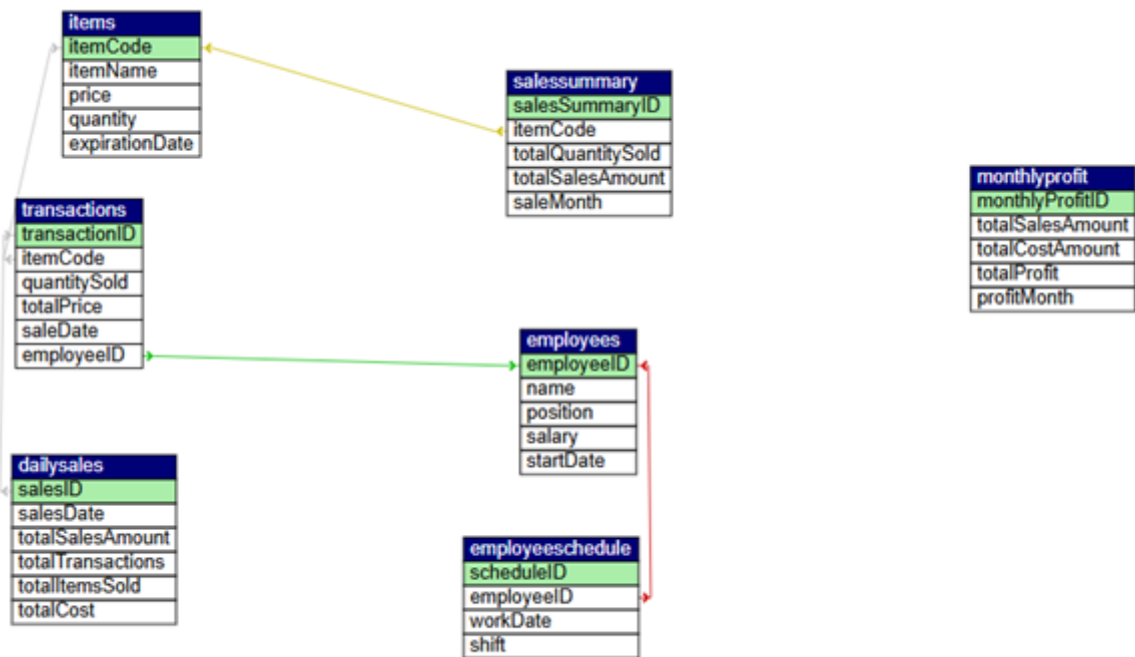 items
itemCode
itemName
price
quantity
expirationDate
salessummary
salesSummaryID
itemCode
totalQuantitySold
totalSalesAmount
saleMonth
monthlyprofit
monthlyProfitID
totalSalesAmount
totalCostAmount
totalProfit
profitMonth
transactions
transactionID
itemCode
quantitySold
totalPrice
saleDate
employeeID
employees
employeeID
name
position
salary
startDate
dailysales
salesID
salesDate
totalSalesAmount
totalTransactions
totalItemsSold
totalCost
employeeschedule
scheduleID
employeeID
workDate
shift